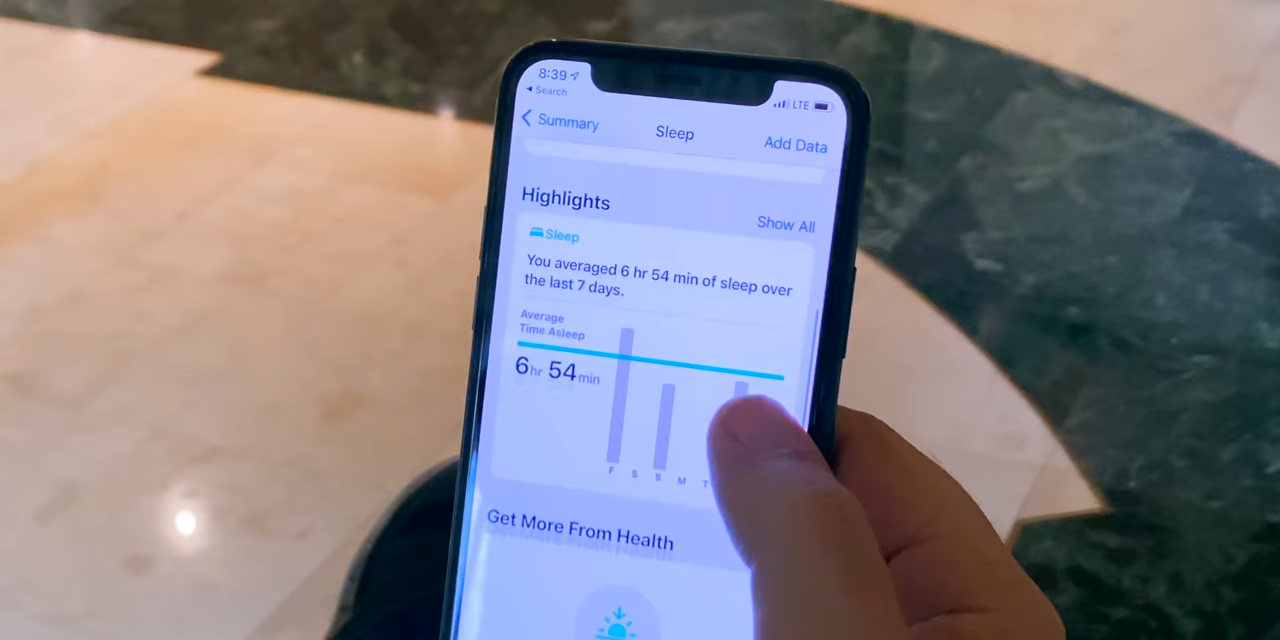 8:39
Search
LTE
Summary
Sleep
Add Data
Highlights
Show All
Sleep
You averaged 6 hr 54 min of sleep over
the last 7 days.
Average
Time Asleep
6 hr 54 min
F S S M T
Get More From Health